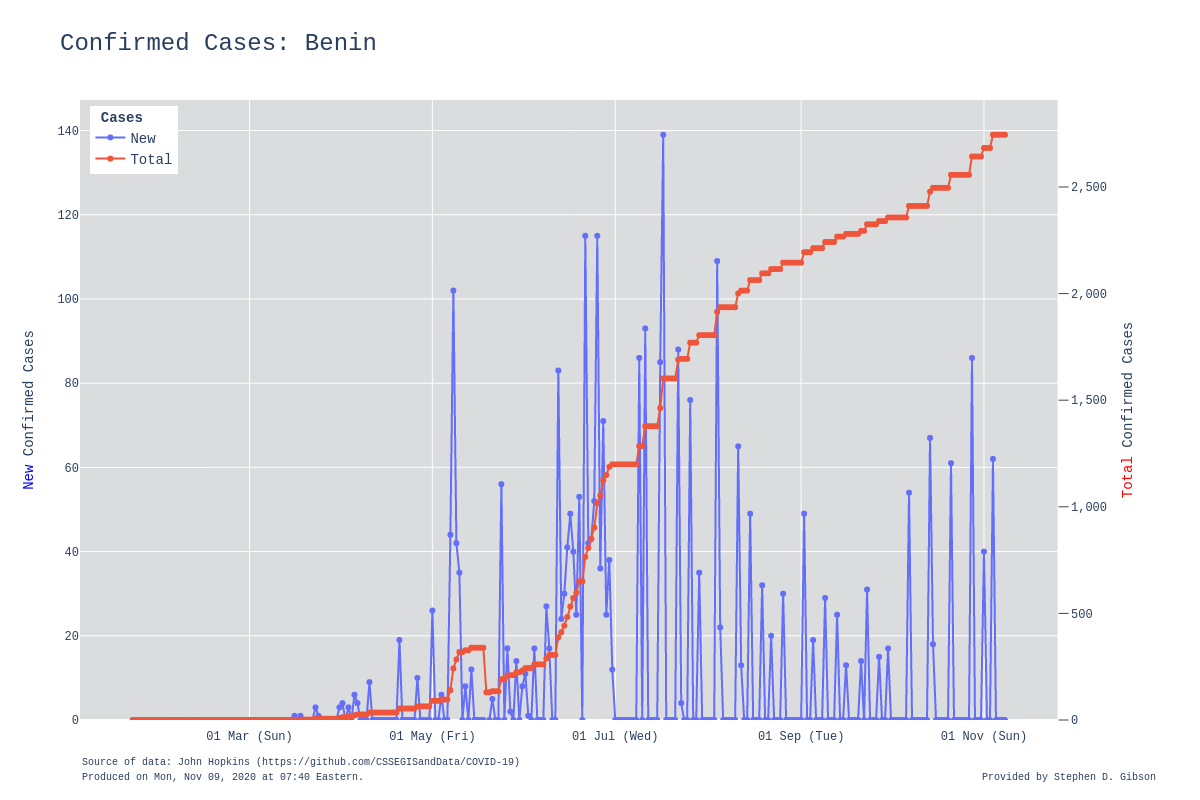 Confirmed Cases: Benin
Cases
New
Total
140
120
100
80
60
40
20
0
2,500
2,000
1,500
1,000
500
0
New Confirmed Cases
Total Confirmed Cases
01 Mar (Sun)
01 May (Fri)
01 Jul (Wed)
01 Sep (Tue)
01 Nov (Sun)
Source of data: John Hopkins (https://github.com/CSSEGISandData/COVID-19)
Produced on Mon, Nov 09, 2020 at 07:40 Eastern.
Provided by Stephen D. Gibson